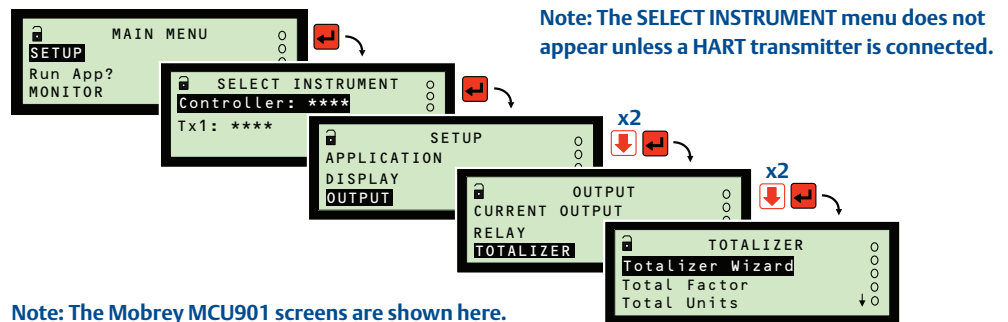 MAIN MENU
SETUP
Run App?
MONITOR
Note: The SELECT INSTRUMENT menu does not
appear unless a HART transmitter is connected.
SELECT INSTRUMENT
Controller: ****
Tx1: ****
SETUP
APPLICATION
DISPLAY
OUTPUT
x2
OUTPUT
CURRENT OUTPUT
RELAY
TOTALIZER
x2
TOTALIZER
Totalizer Wizard
Total Factor
Total Units
Note: The Mobrey MCU901 screens are shown here.